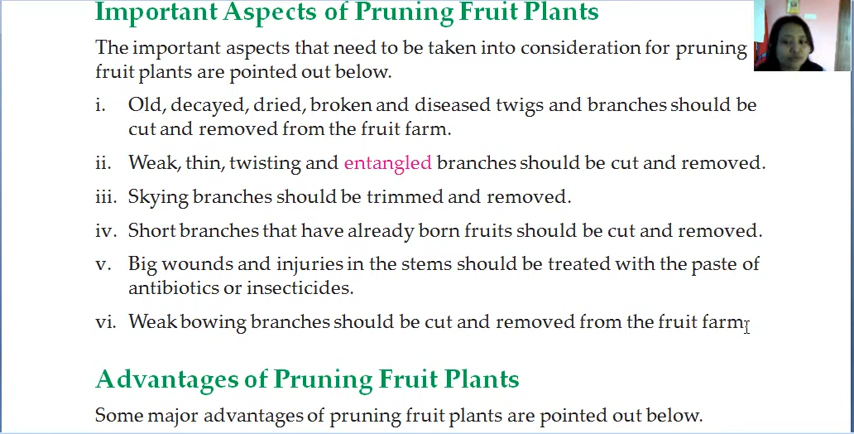 Important Aspects of Pruning Fruit Plants
The important aspects that need to be taken into consideration for pruning
fruit plants are pointed out below.
i. Old, decayed, dried, broken and diseased twigs and branches should be
cut and removed from the fruit farm.
ii. Weak, thin, twisting and entangled branches should be cut and removed.
iii. Skying branches should be trimmed and removed.
iv. Short branches that have already born fruits should be cut and removed.
v. Big wounds and injuries in the stems should be treated with the paste of
antibiotics or insecticides.
vi. Weak bowing branches should be cut and removed from the fruit farm.
Advantages of Pruning Fruit Plants
Some major advantages of pruning fruit plants are pointed out below.